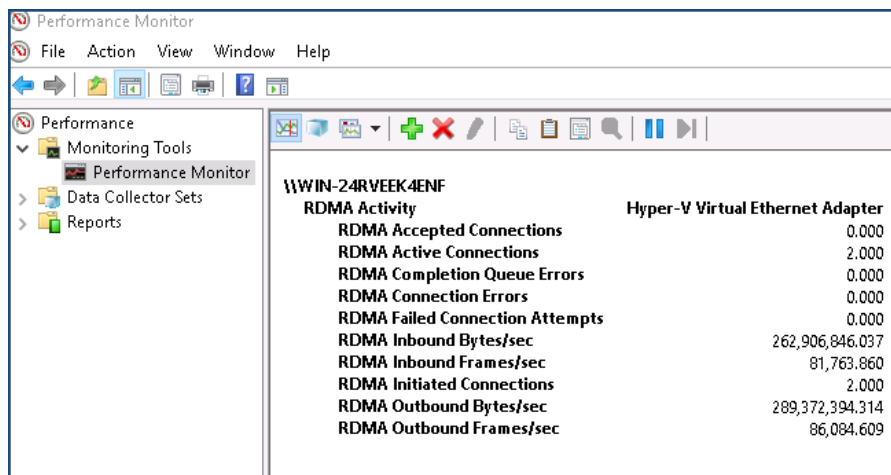 Performance Monitor
File Action View Window Help
Performance
Monitoring Tools
Performance Monitor
Data Collector Sets
Reports
\\WIN-24RVEEK4ENF
RDMA Activity Hyper-V Virtual Ethernet Adapter
RDMA Accepted Connections 0.000
RDMA Active Connections 2.000
RDMA Completion Queue Errors 0.000
RDMA Connection Errors 0.000
RDMA Failed Connection Attempts 0.000
RDMA Inbound Bytes/sec 262,906,846.037
RDMA Inbound Frames/sec 81,763.860
RDMA Initiated Connections 2.000
RDMA Outbound Bytes/sec 289,372,394.314
RDMA Outbound Frames/sec 86,084.609